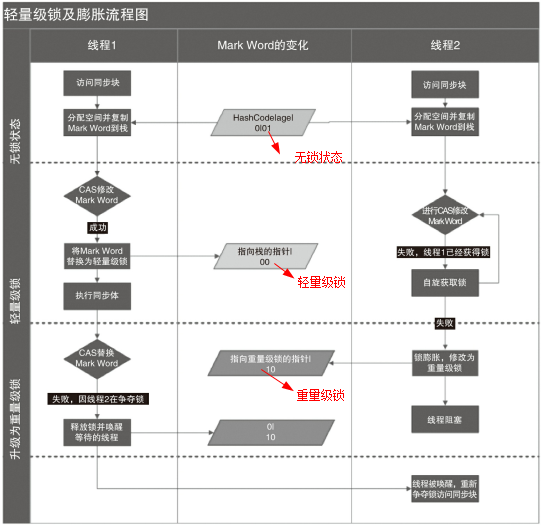 轻量级锁及膨胀流程图
线程1
Mark Word的变化
线程2
无锁状态
访问同步块
访问同步块
分配空间并复制
Mark Word到栈
HashCode|age|
0|01
分配空间并复制
Mark Word到栈
无锁状态
轻量级锁
CAS修改
Mark Word
进行CAS修改
Mark Word
成功
失败，线程1已经获得锁
将Mark Word
替换为轻量级锁
指向栈的指针|
00
轻量级锁
自旋获取锁
执行同步体
失败
升级为重量级锁
CAS替换
Mark Word
指向重量级锁的指针|
10
重量级锁
锁膨胀，修改为
重量级锁
失败，因线程2在争夺锁
释放锁并唤醒
等待的线程
0|
10
线程阻塞
线程被唤醒，重新
争夺锁访问同步块